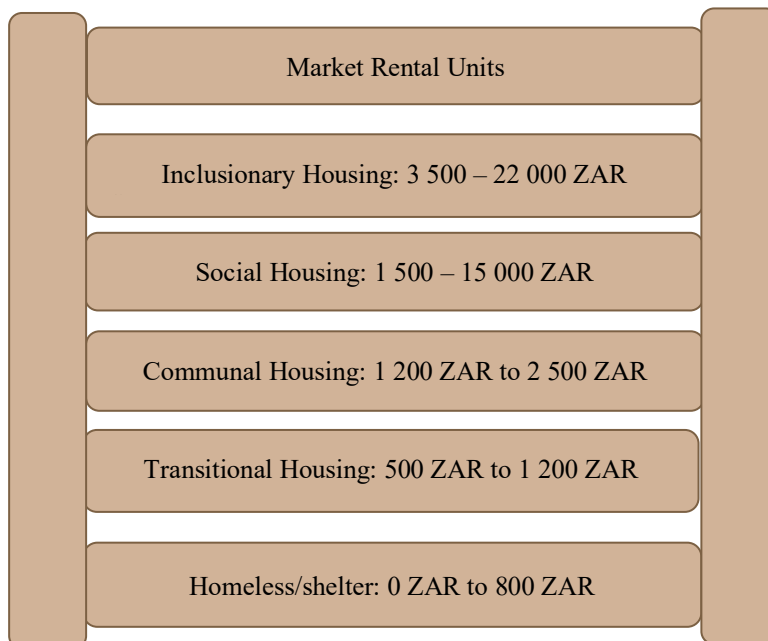 Market Rental Units
Inclusionary Housing: 3 500 – 22 000 ZAR
Social Housing: 1 500 – 15 000 ZAR
Communal Housing: 1 200 ZAR to 2 500 ZAR
Transitional Housing: 500 ZAR to 1 200 ZAR
Homeless/shelter: 0 ZAR to 800 ZAR